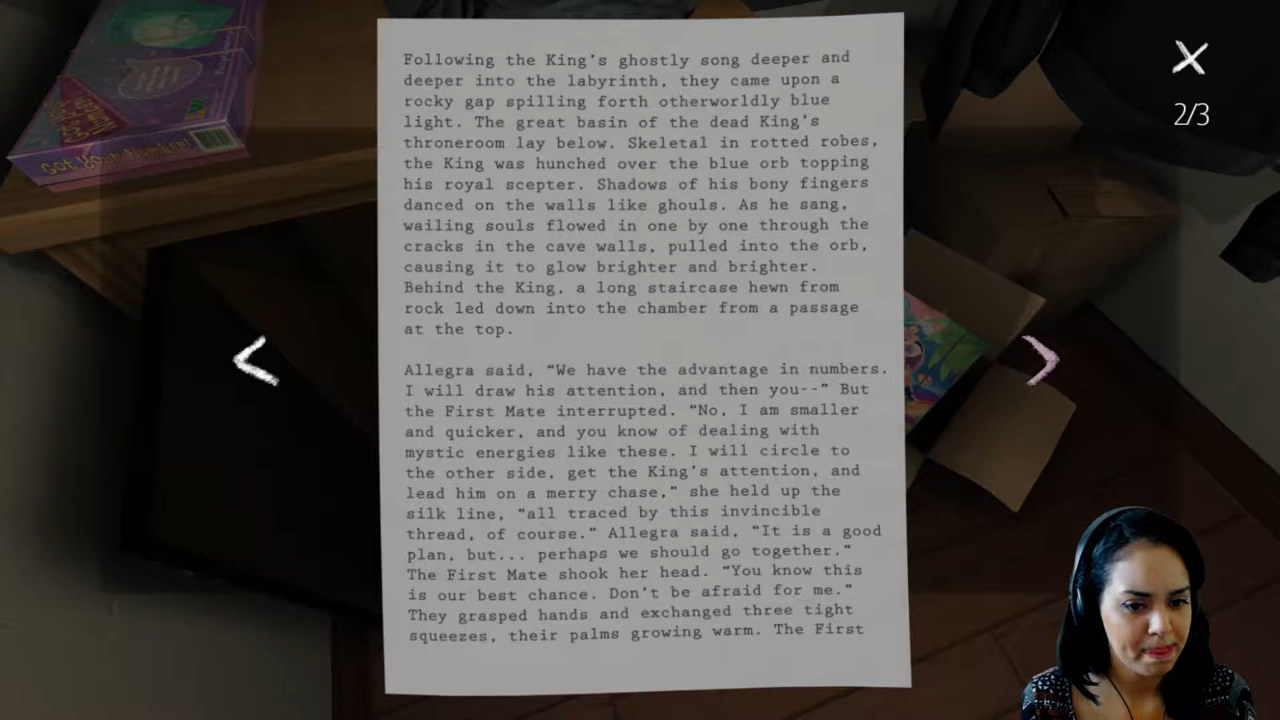 Got Your Number!
2/3
Following the King's ghostly song deeper and
deeper into the labyrinth, they came upon a
rocky gap spilling forth otherworldly blue
light. The great basin of the dead King's
throneroom lay below. Skeletal in rotted robes,
the King was hunched over the blue orb topping
his royal scepter. Shadows of his bony fingers
danced on the walls like ghouls. As he sang,
wailing souls flowed in one by one through the
cracks in the cave walls, pulled into the orb,
causing it to glow brighter and brighter.
Behind the King, a long staircase hewn from
rock led down into the chamber from a passage
at the top.
Allegra said, “We have the advantage in numbers.
I will draw his attention, and then you--” But
the First Mate interrupted. “No, I am smaller
and quicker, and you know of dealing with
mystic energies like these. I will circle to
the other side, get the King's attention, and
lead him on a merry chase,” she held up the
silk line, “all traced by this invincible
thread, of course.” Allegra said, “It is a good
plan, but... perhaps we should go together.”
The First Mate shook her head. “You know this
is our best chance. Don't be afraid for me.”
They grasped hands and exchanged three tight
squeezes, their palms growing warm. The First